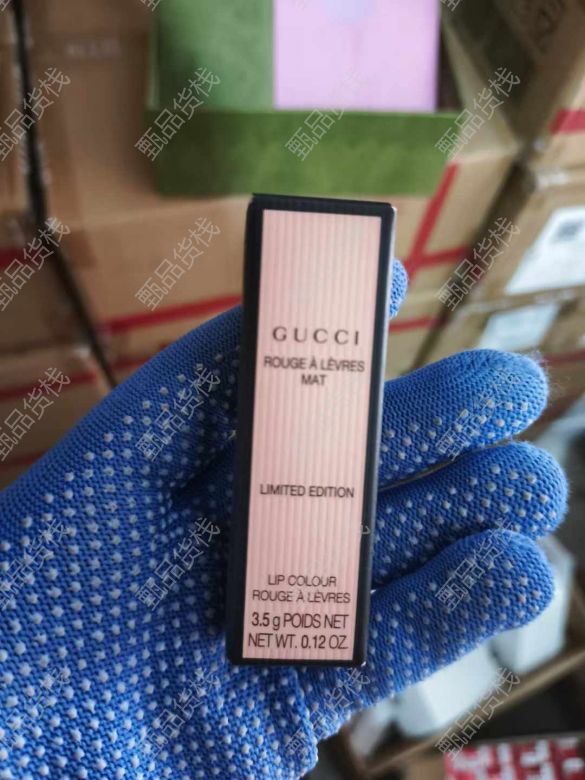 GUCCI
ROUGE À LÈVRES
MAT
LIMITED EDITION
LIP COLOUR
ROUGE À LÈVRES
3.5 g POIDS NET
NET WT. 0.12 OZ.
甄品货栈